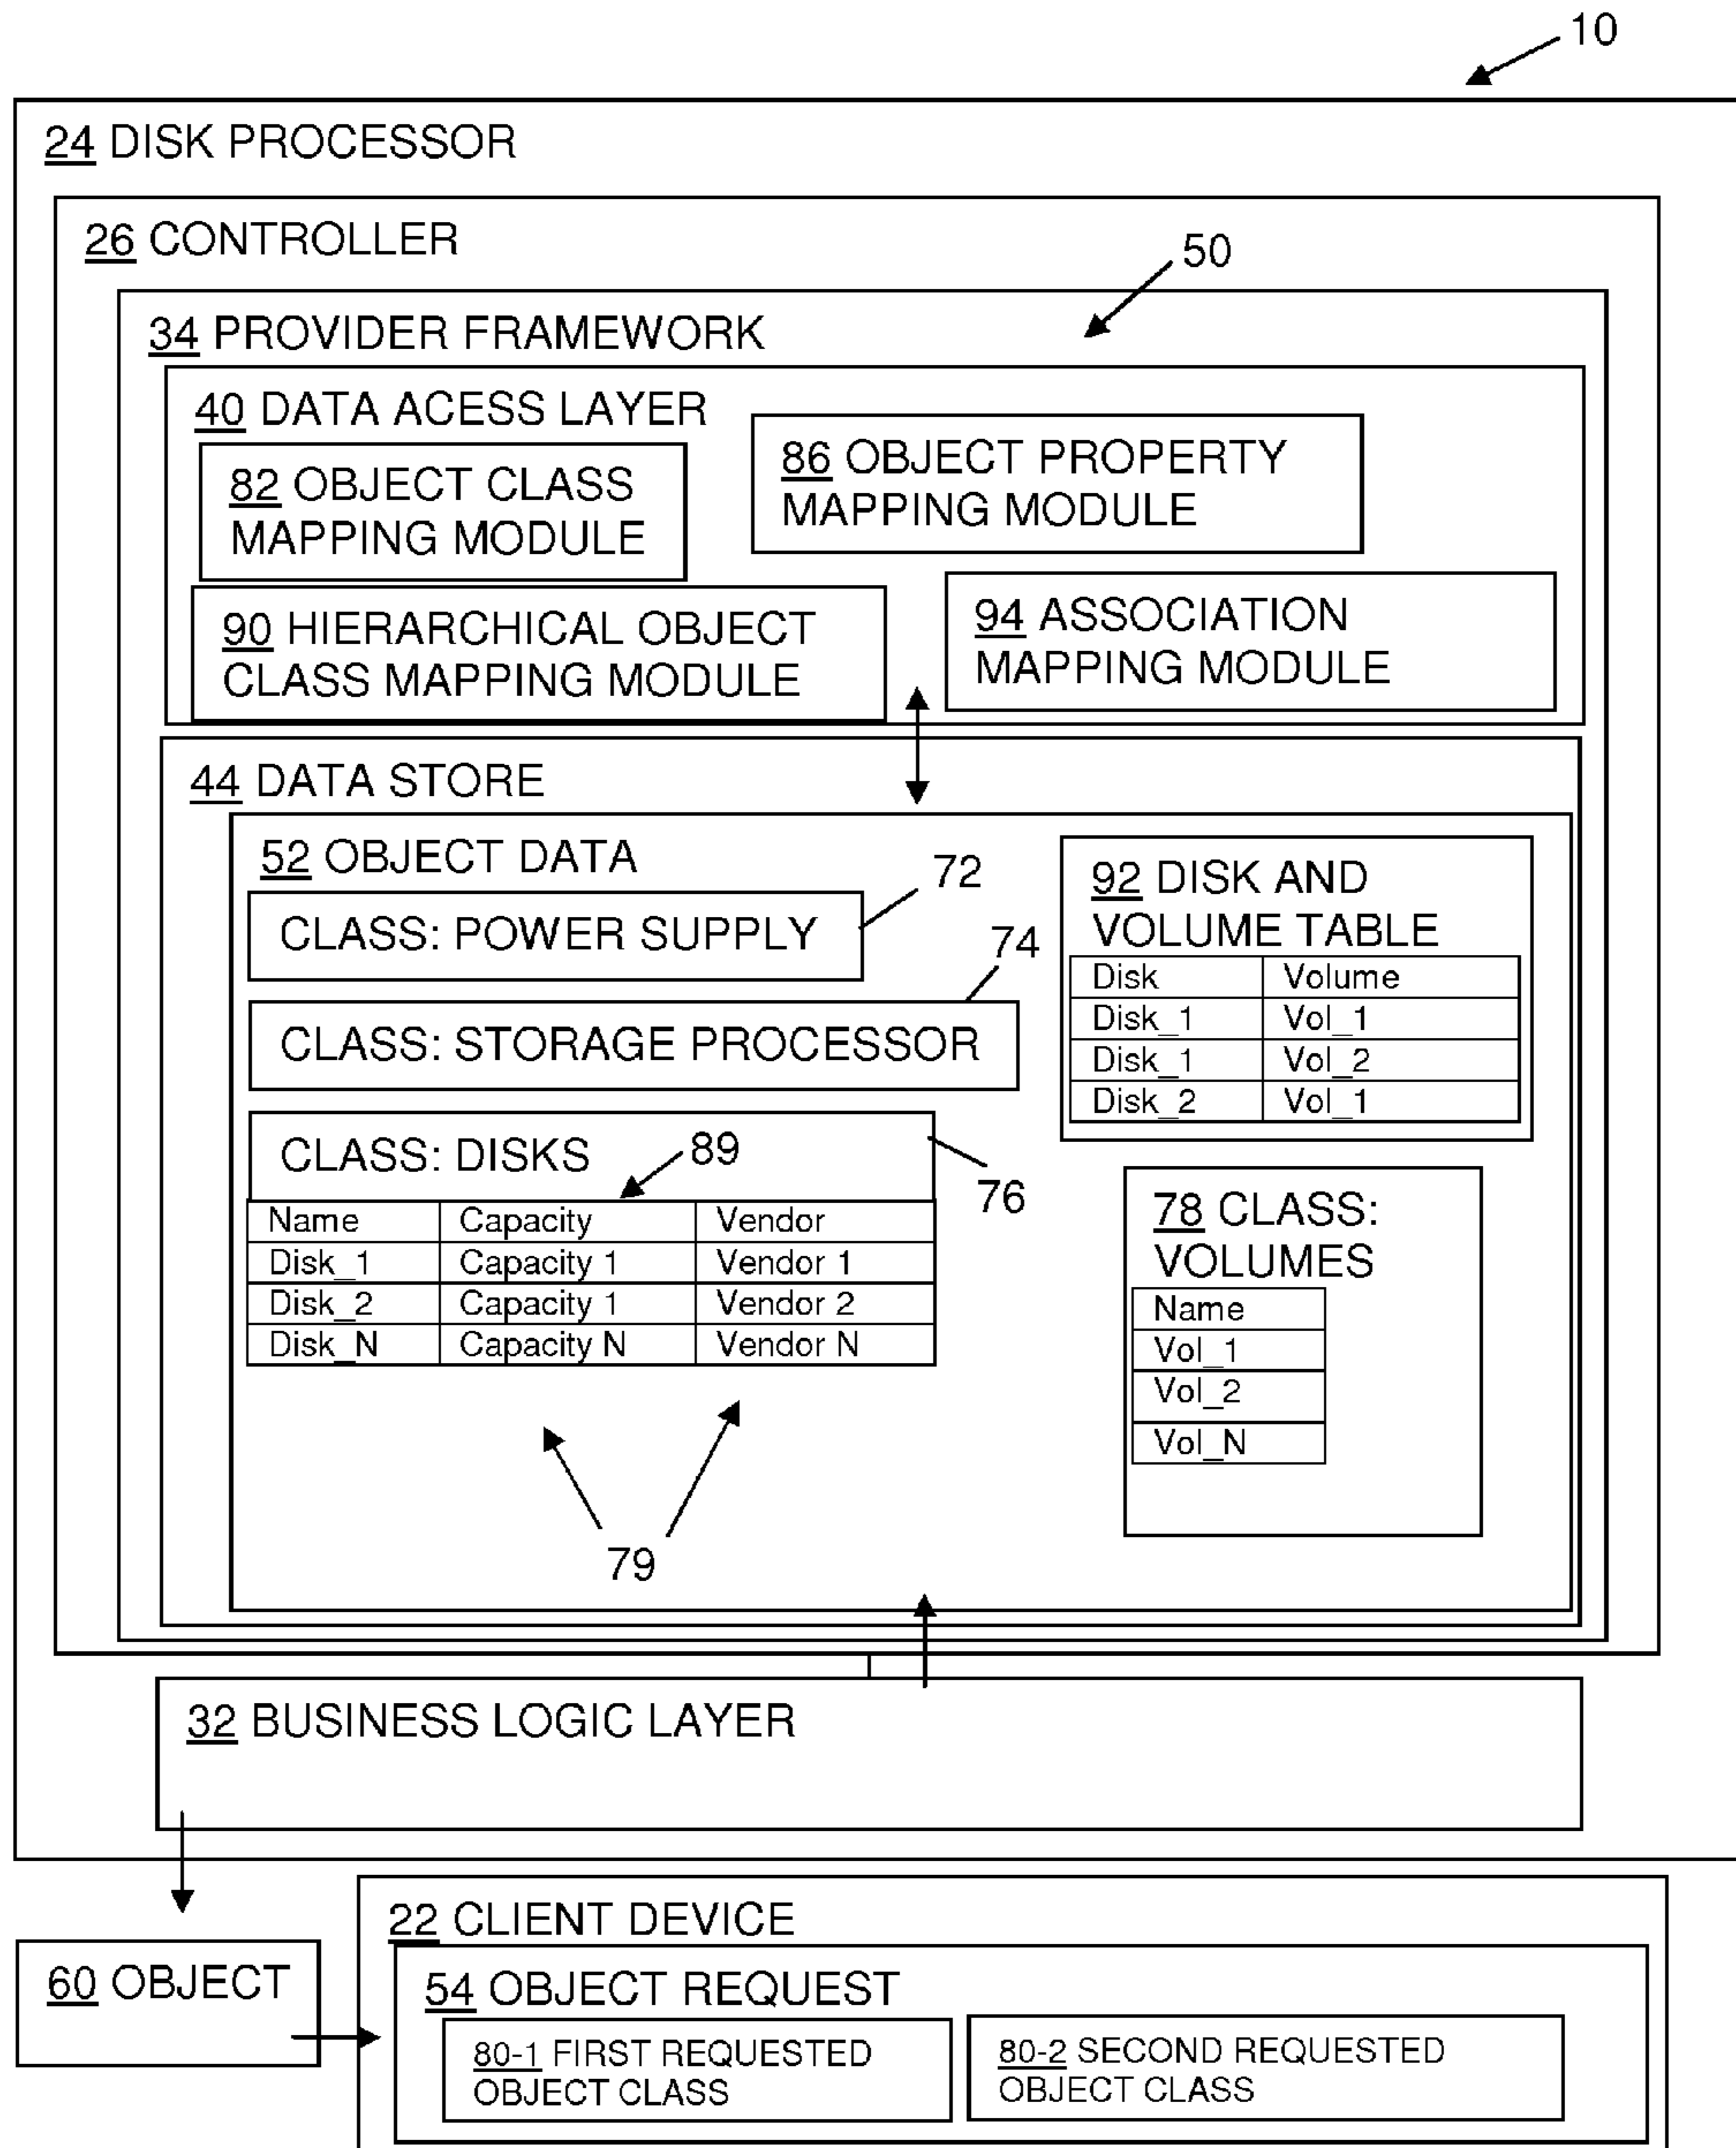 10
24 DISK PROCESSOR
26 CONTROLLER
50
34 PROVIDER FRAMEWORK
40 DATA ACESS LAYER
82 OBJECT CLASS
MAPPING MODULE
86 OBJECT PROPERTY
MAPPING MODULE
90 HIERARCHICAL OBJECT
CLASS MAPPING MODULE
94 ASSOCIATION
MAPPING MODULE
44 DATA STORE
52 OBJECT DATA
72
CLASS: POWER SUPPLY
74
CLASS: STORAGE PROCESSOR
CLASS: DISKS
89
76
Name Capacity Vendor
Disk_1 Capacity 1 Vendor 1
Disk_2 Capacity 1 Vendor 2
Disk_N Capacity N Vendor N
79
92 DISK AND
VOLUME TABLE
Disk Volume
Disk_1 Vol_1
Disk_1 Vol_2
Disk_2 Vol_1
78 CLASS:
VOLUMES
Name
Vol_1
Vol_2
Vol_N
32 BUSINESS LOGIC LAYER
60 OBJECT
22 CLIENT DEVICE
54 OBJECT REQUEST
80-1 FIRST REQUESTED
OBJECT CLASS
80-2 SECOND REQUESTED
OBJECT CLASS